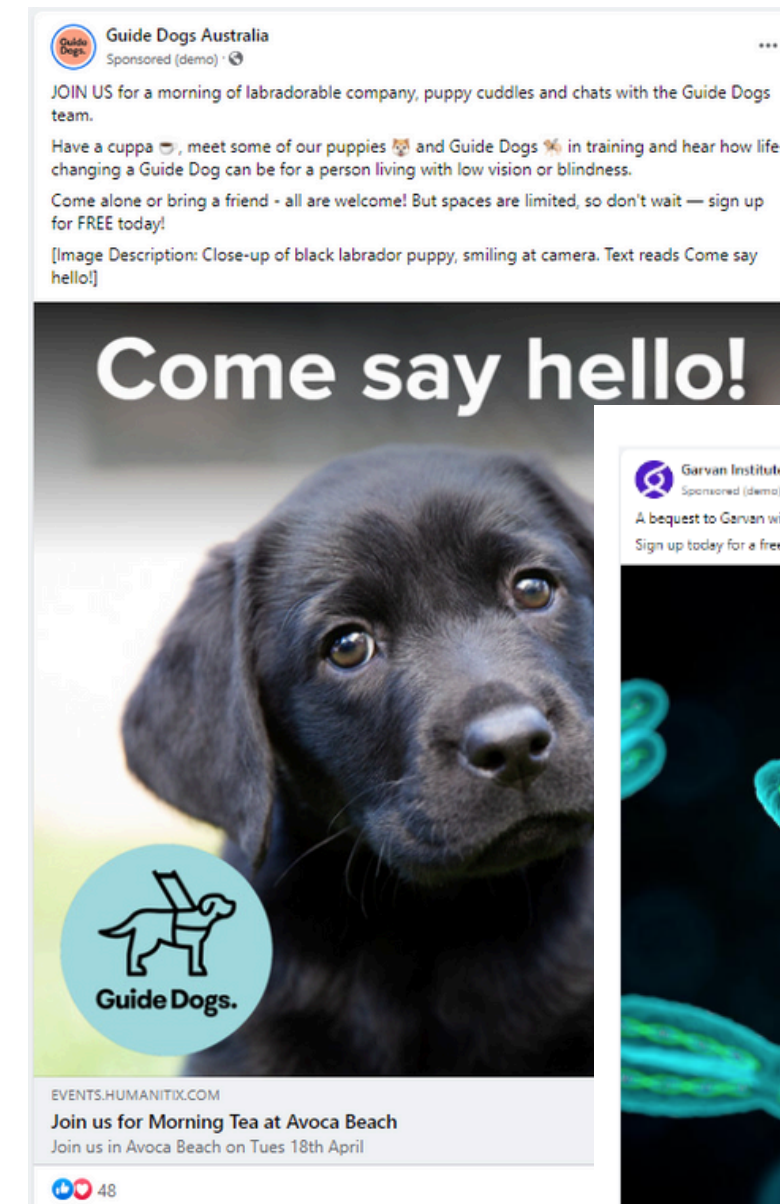 Guide Dogs Australia
Sponsored (demo) ·
JOIN US for a morning of labradorable company, puppy cuddles and chats with the Guide Dogs
team.
Have a cuppa ☕, meet some of our puppies 🐶 and Guide Dogs 🐕‍🦺 in training and hear how life
changing a Guide Dog can be for a person living with low vision or blindness.
Come alone or bring a friend - all are welcome! But spaces are limited, so don't wait — sign up
for FREE today!
[Image Description: Close-up of black labrador puppy, smiling at camera. Text reads Come say
hello!]
Come say hello!
Guide Dogs.
EVENTS.HUMANITIX.COM
Join us for Morning Tea at Avoca Beach
Join us in Avoca Beach on Tues 18th April
48
Garvan Institute
Sponsored (demo)
A bequest to Garvan
Sign up today for a free